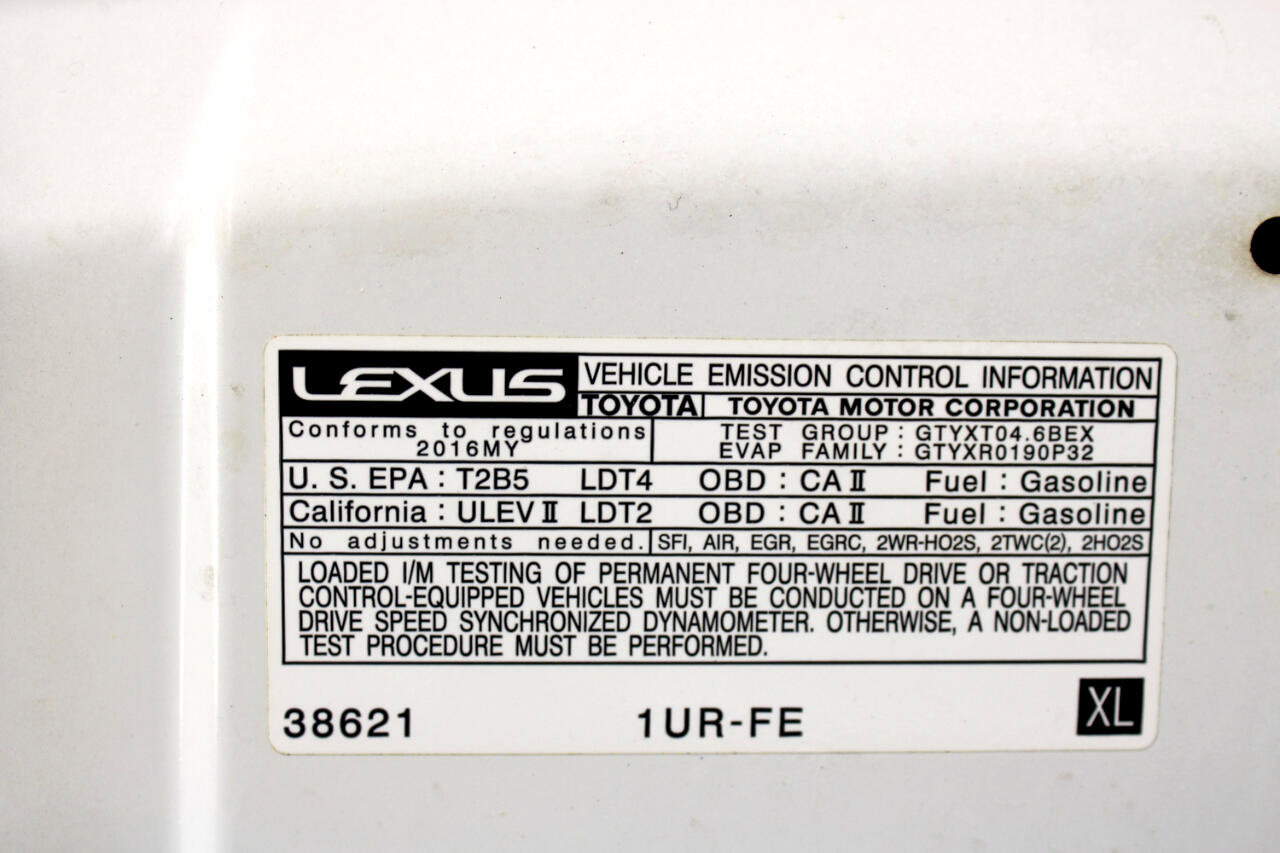 LEXUS VEHICLE EMISSION CONTROL INFORMATION
TOYOTA TOYOTA MOTOR CORPORATION
Conforms to regulations
2016MY
TEST GROUP : GTYXT04.6BEX
EVAP FAMILY : GTYXR0190P32
U.S. EPA : T2B5 LDT4 OBD : CA II Fuel : Gasoline
California : ULEV II LDT2 OBD : CA II Fuel : Gasoline
No adjustments needed. SFI, AIR, EGR, EGRC, 2WR-HO2S, 2TWC(2), 2HO2S
LOADED I/M TESTING OF PERMANENT FOUR-WHEEL DRIVE OR TRACTION
CONTROL-EQUIPPED VEHICLES MUST BE CONDUCTED ON A FOUR-WHEEL
DRIVE SPEED SYNCHRONIZED DYNAMOMETER. OTHERWISE, A NON-LOADED
TEST PROCEDURE MUST BE PERFORMED.
38621 1UR-FE XL